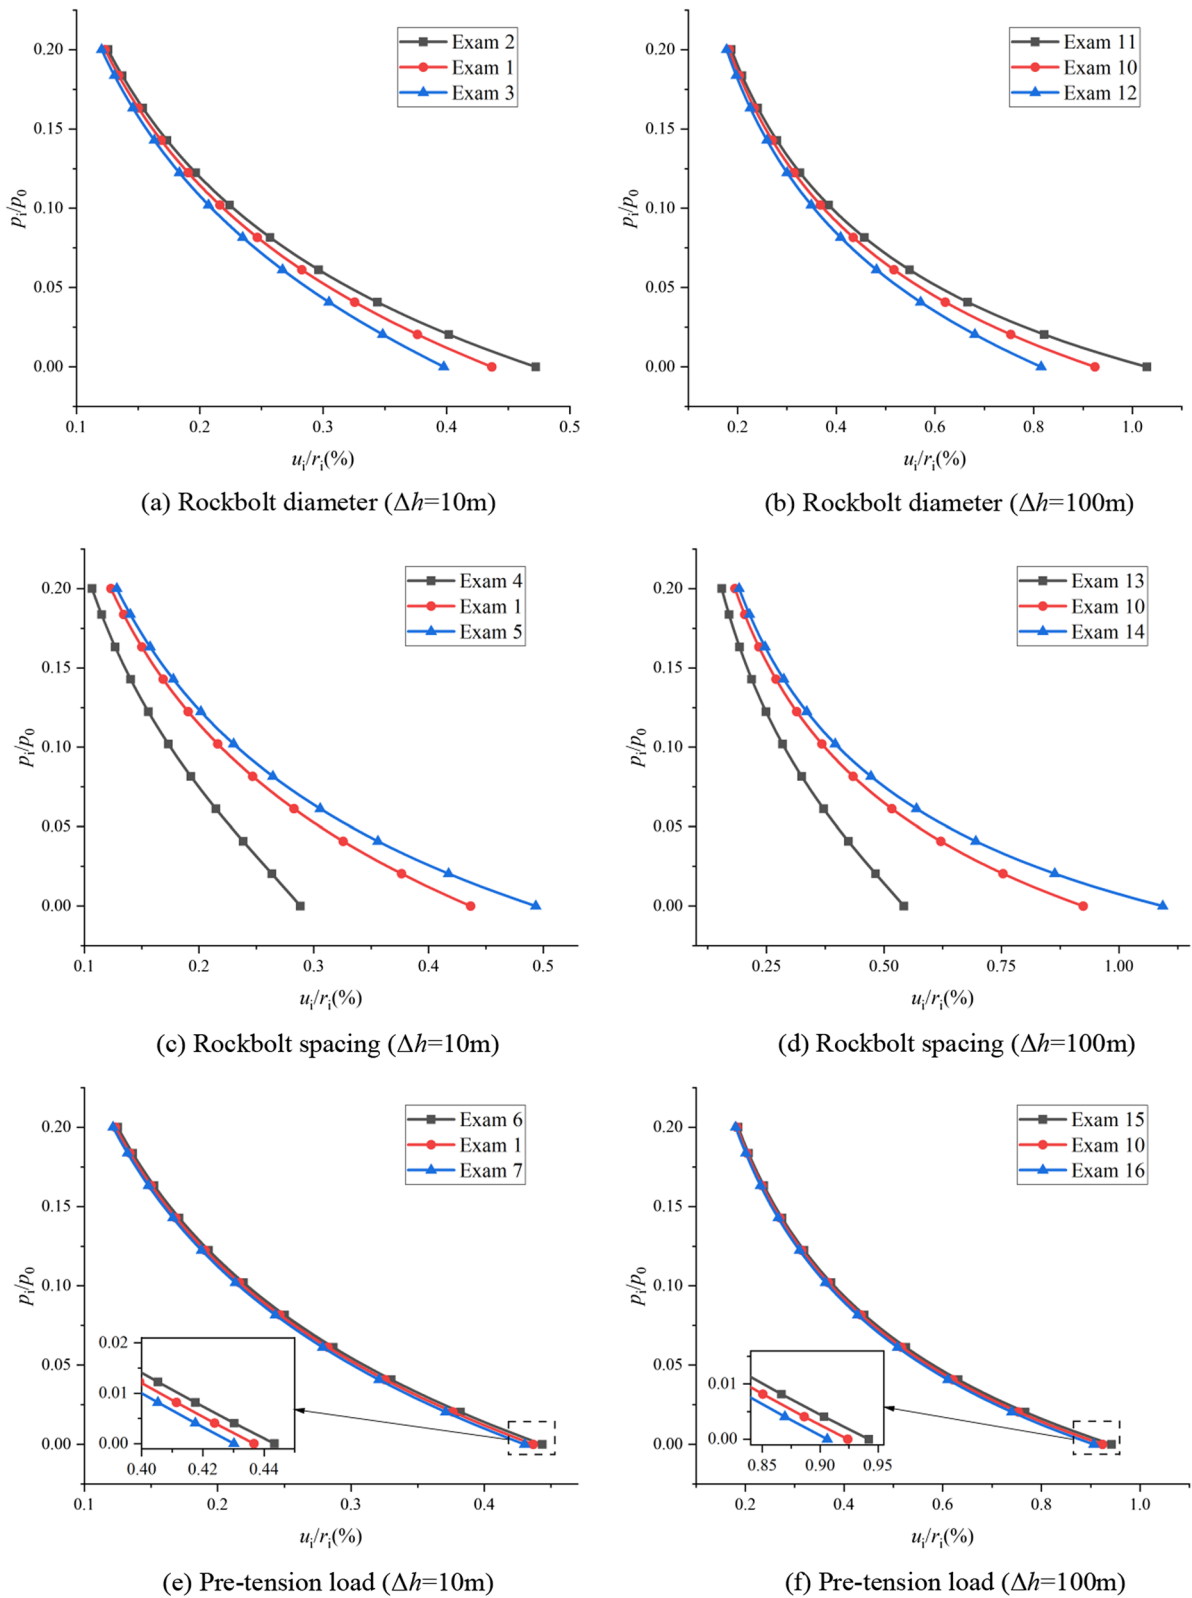 0.20
0.15
0.10
0.05
0.00
pi/p0
Exam 2
Exam 1
Exam 3
0.1 0.2 0.3 0.4 0.5
ui/ri(%)
(a) Rockbolt diameter (Δh=10m)
0.20
0.15
0.10
0.05
0.00
pi/p0
Exam 11
Exam 10
Exam 12
0.2 0.4 0.6 0.8 1.0
ui/ri(%)
(b) Rockbolt diameter (Δh=100m)
0.20
0.15
0.10
0.05
0.00
pi/p0
Exam 4
Exam 1
Exam 5
0.1 0.2 0.3 0.4 0.5
ui/ri(%)
(c) Rockbolt spacing (Δh=10m)
0.20
0.15
0.10
0.05
0.00
pi/p0
Exam 13
Exam 10
Exam 14
0.25 0.50 0.75 1.00
ui/ri(%)
(d) Rockbolt spacing (Δh=100m)
0.20
0.15
0.10
0.05
0.00
pi/p0
Exam 6
Exam 1
Exam 7
0.02
0.01
0.00
0.40 0.42 0.44
0.1 0.2 0.3 0.4
ui/ri(%)
(e) Pre-tension load (Δh=10m)
0.20
0.15
0.10
0.05
0.00
pi/p0
Exam 15
Exam 10
Exam 16
0.01
0.00
0.85 0.90 0.95
0.2 0.4 0.6 0.8 1.0
ui/ri(%)
(f) Pre-tension load (Δh=100m)